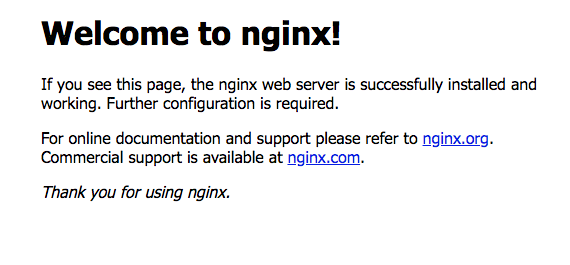 Welcome to nginx!
If you see this page, the nginx web server is successfully installed and
working. Further configuration is required.
For online documentation and support please refer to nginx.org.
Commercial support is available at nginx.com.
Thank you for using nginx.